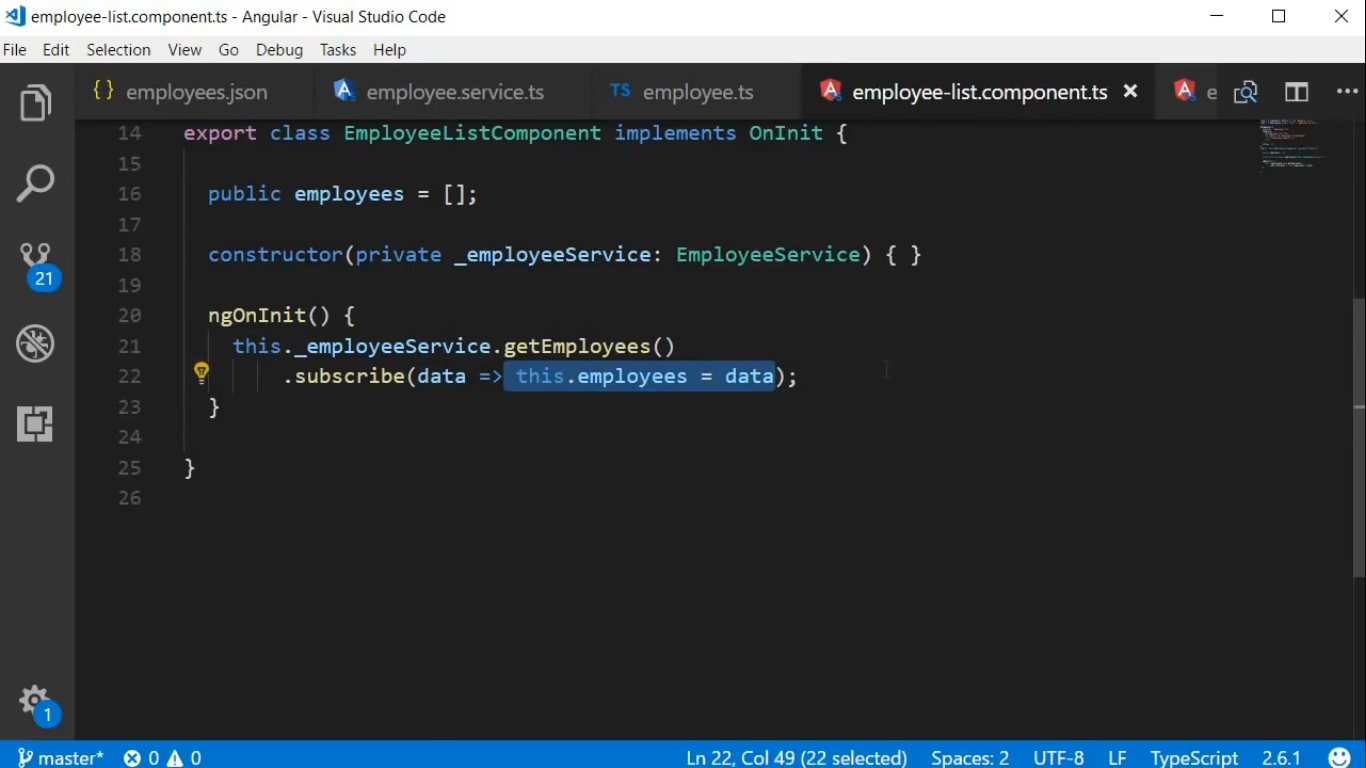 employee-list.component.ts - Angular - Visual Studio Code
File Edit Selection View Go Debug Tasks Help
{} employees.json employee.service.ts TS employee.ts employee-list.component.ts e
14 export class EmployeeListComponent implements OnInit {
15
16 public employees = [];
17
18 constructor(private _employeeService: EmployeeService) { }
19
20 ngOnInit() {
21 this._employeeService.getEmployees()
22 .subscribe(data => this.employees = data);
23 }
24
25 }
26
21
1
master* 0 0 Ln 22, Col 49 (22 selected) Spaces: 2 UTF-8 LF TypeScript 2.6.1